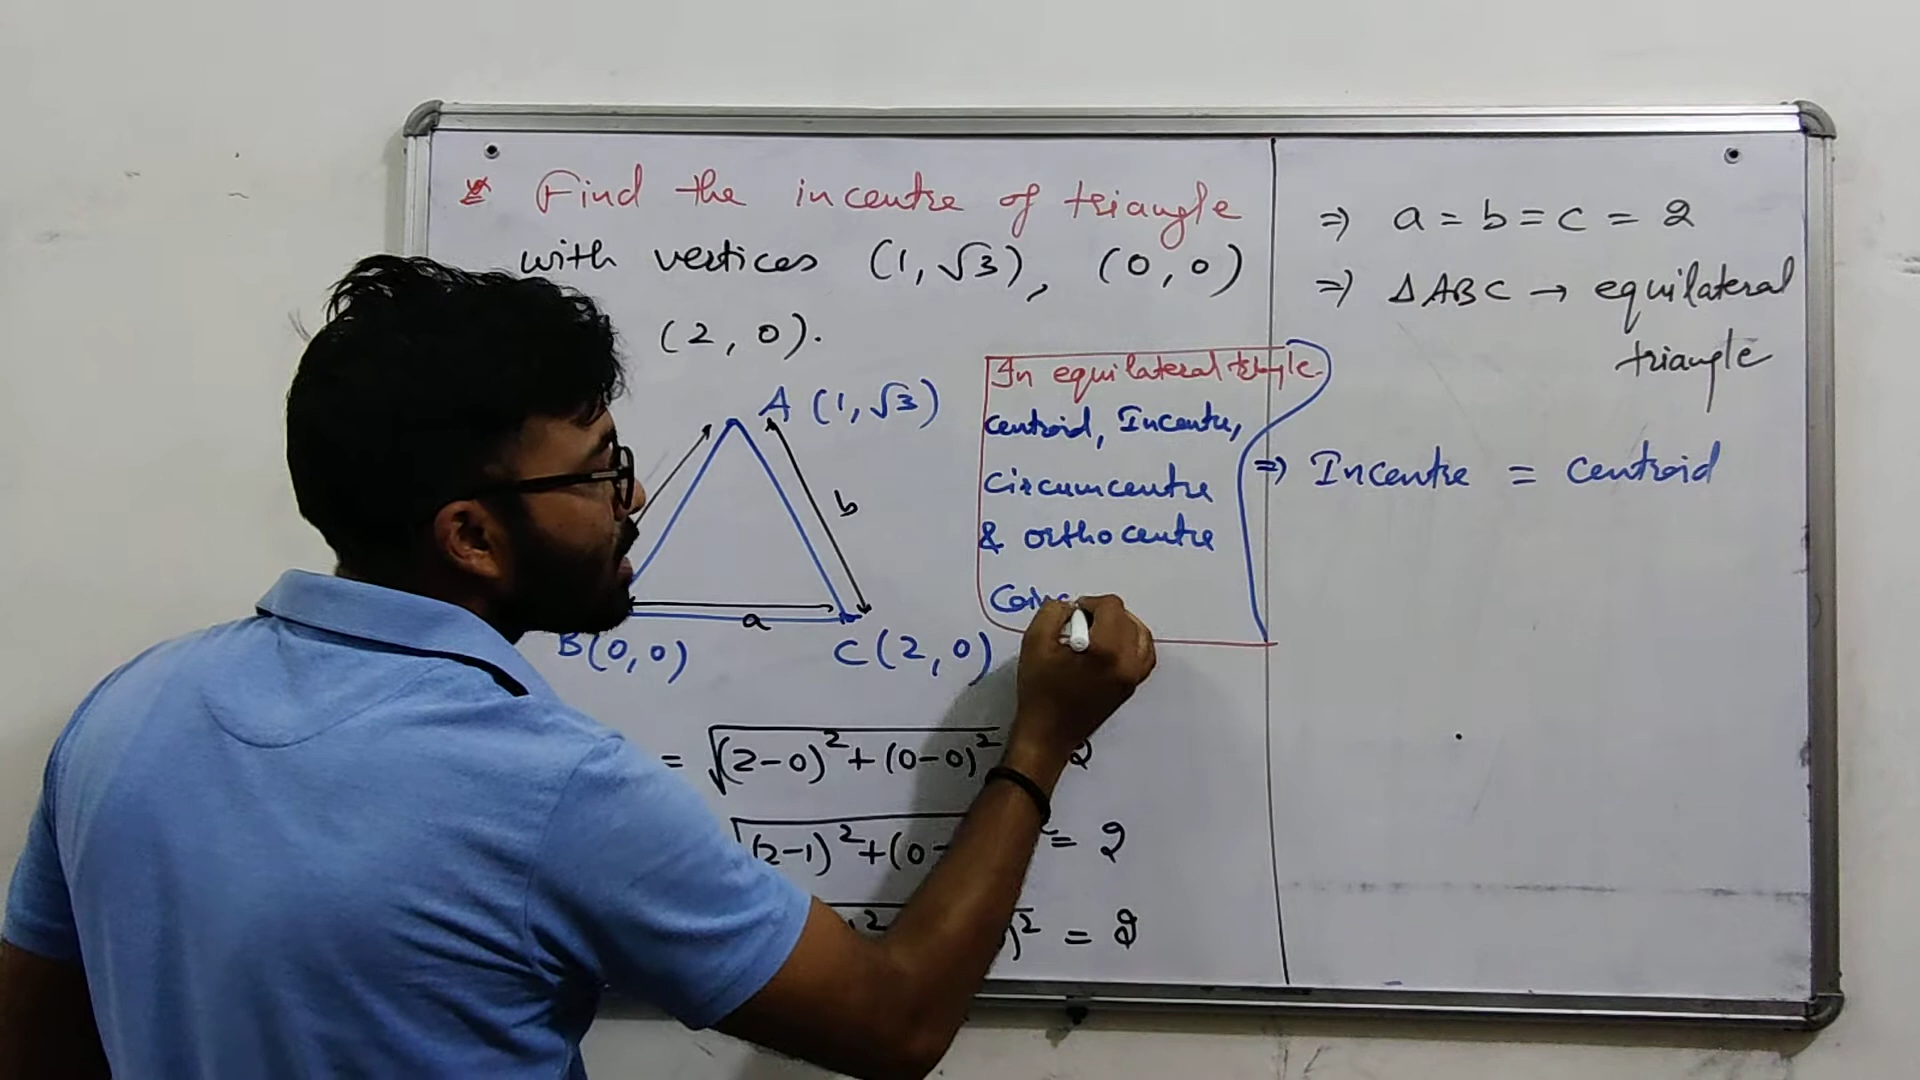 Find the incentre of triangle
with vertices (1, √3), (0, 0)
(2, 0).
A (1, √3)
b
a
B(0, 0)
C (2, 0)
In equilateral
centroid, Incentre,
circumcentre
& orthocentre
= √(2-0)² + (0-0)² 2
(2-1)² + (0- = 2
)² = 2
⇒ a = b = c = 2
⇒ ΔABC → equilateral
triangle
⇒ Incentre = centroid